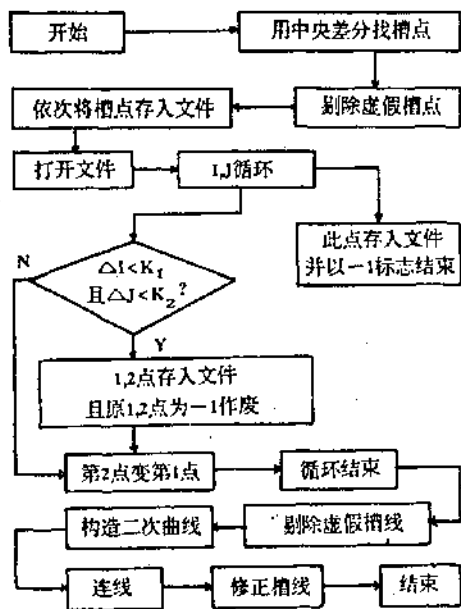 开始
用中央差分找槽点
依次将槽点存入文件
剔除虚假槽点
打开文件
I,J循环
此点存入文件
并以-1标志结束
N
△I<K₁
且△J<K₂?
Y
1,2点存入文件
且原1,2点为-1作废
第2点变第1点
循环结束
构造二次曲线
剔除虚假槽线
连线
修正槽线
结束